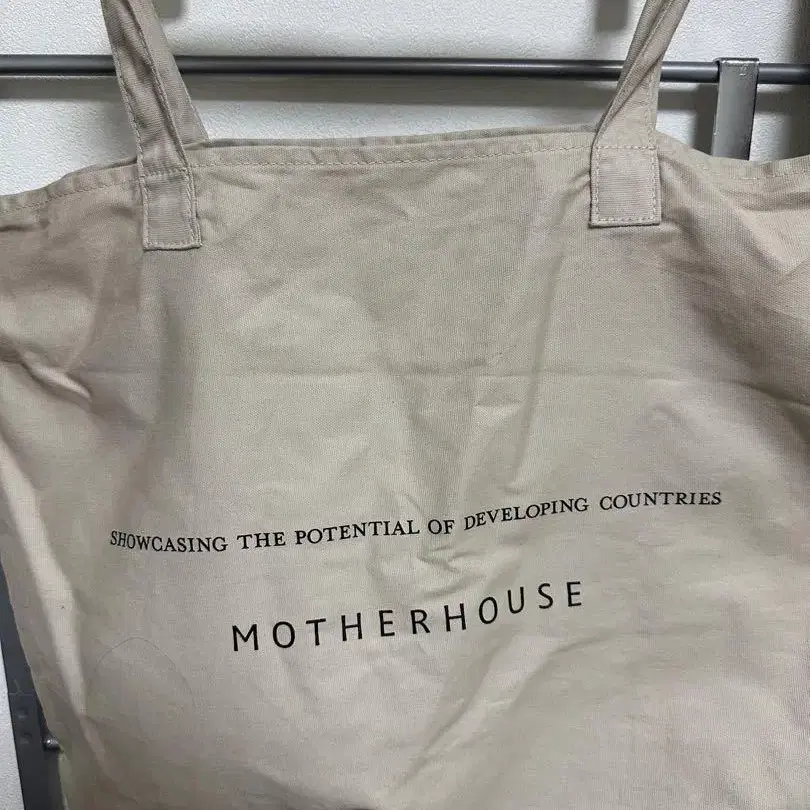 SHOWCASING THE POTENTIAL OF DEVELOPING COUNTRIES
MOTHERHOUSE